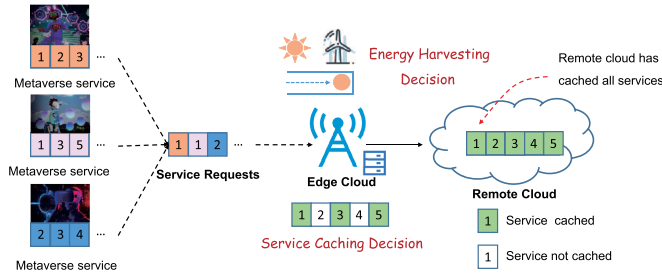 1 2 3 ...
Metaverse service
1 3 5 ...
Metaverse service
2 3 4 ...
Metaverse service
1 1 2 ...
Service Requests
Energy Harvesting
Decision
Edge Cloud
1 2 3 4 5
Service Caching Decision
Remote cloud has
cached all services
1 2 3 4 5
Remote Cloud
1 Service cached
1 Service not cached